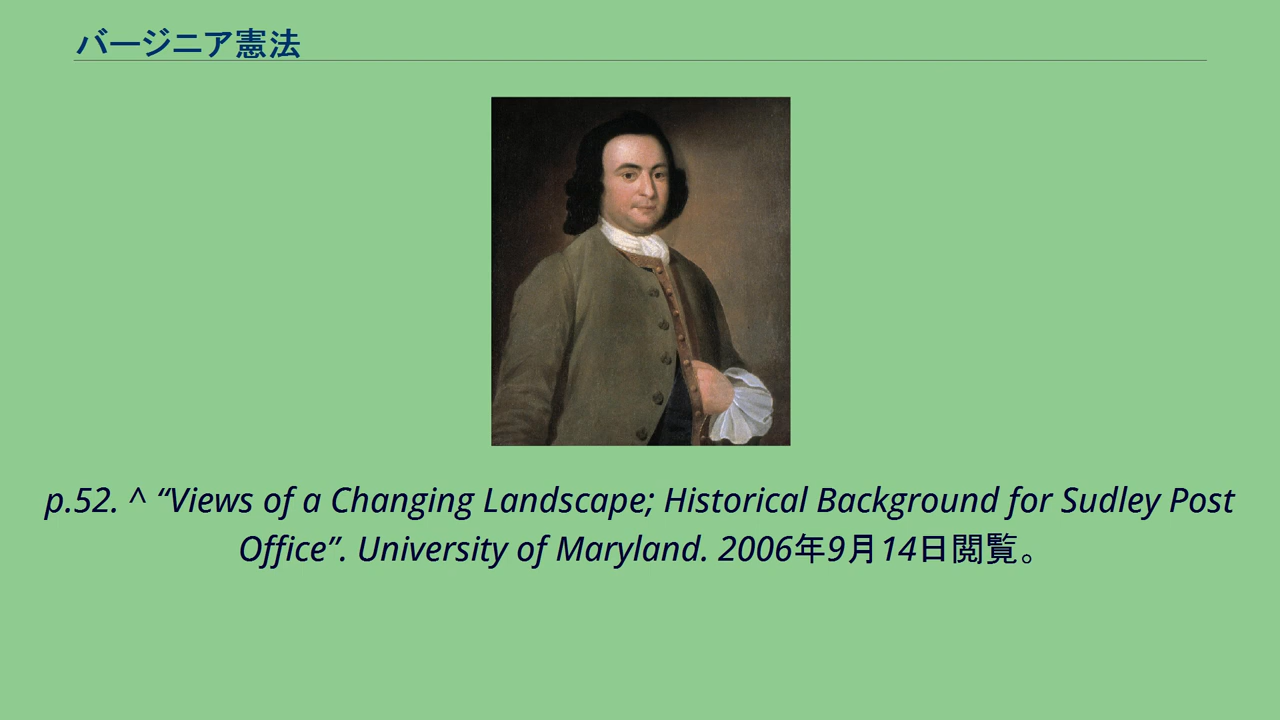 バージニア憲法
p.52. ^ “Views of a Changing Landscape; Historical Background for Sudley Post
Office”. University of Maryland. 2006年9月14日閲覧。